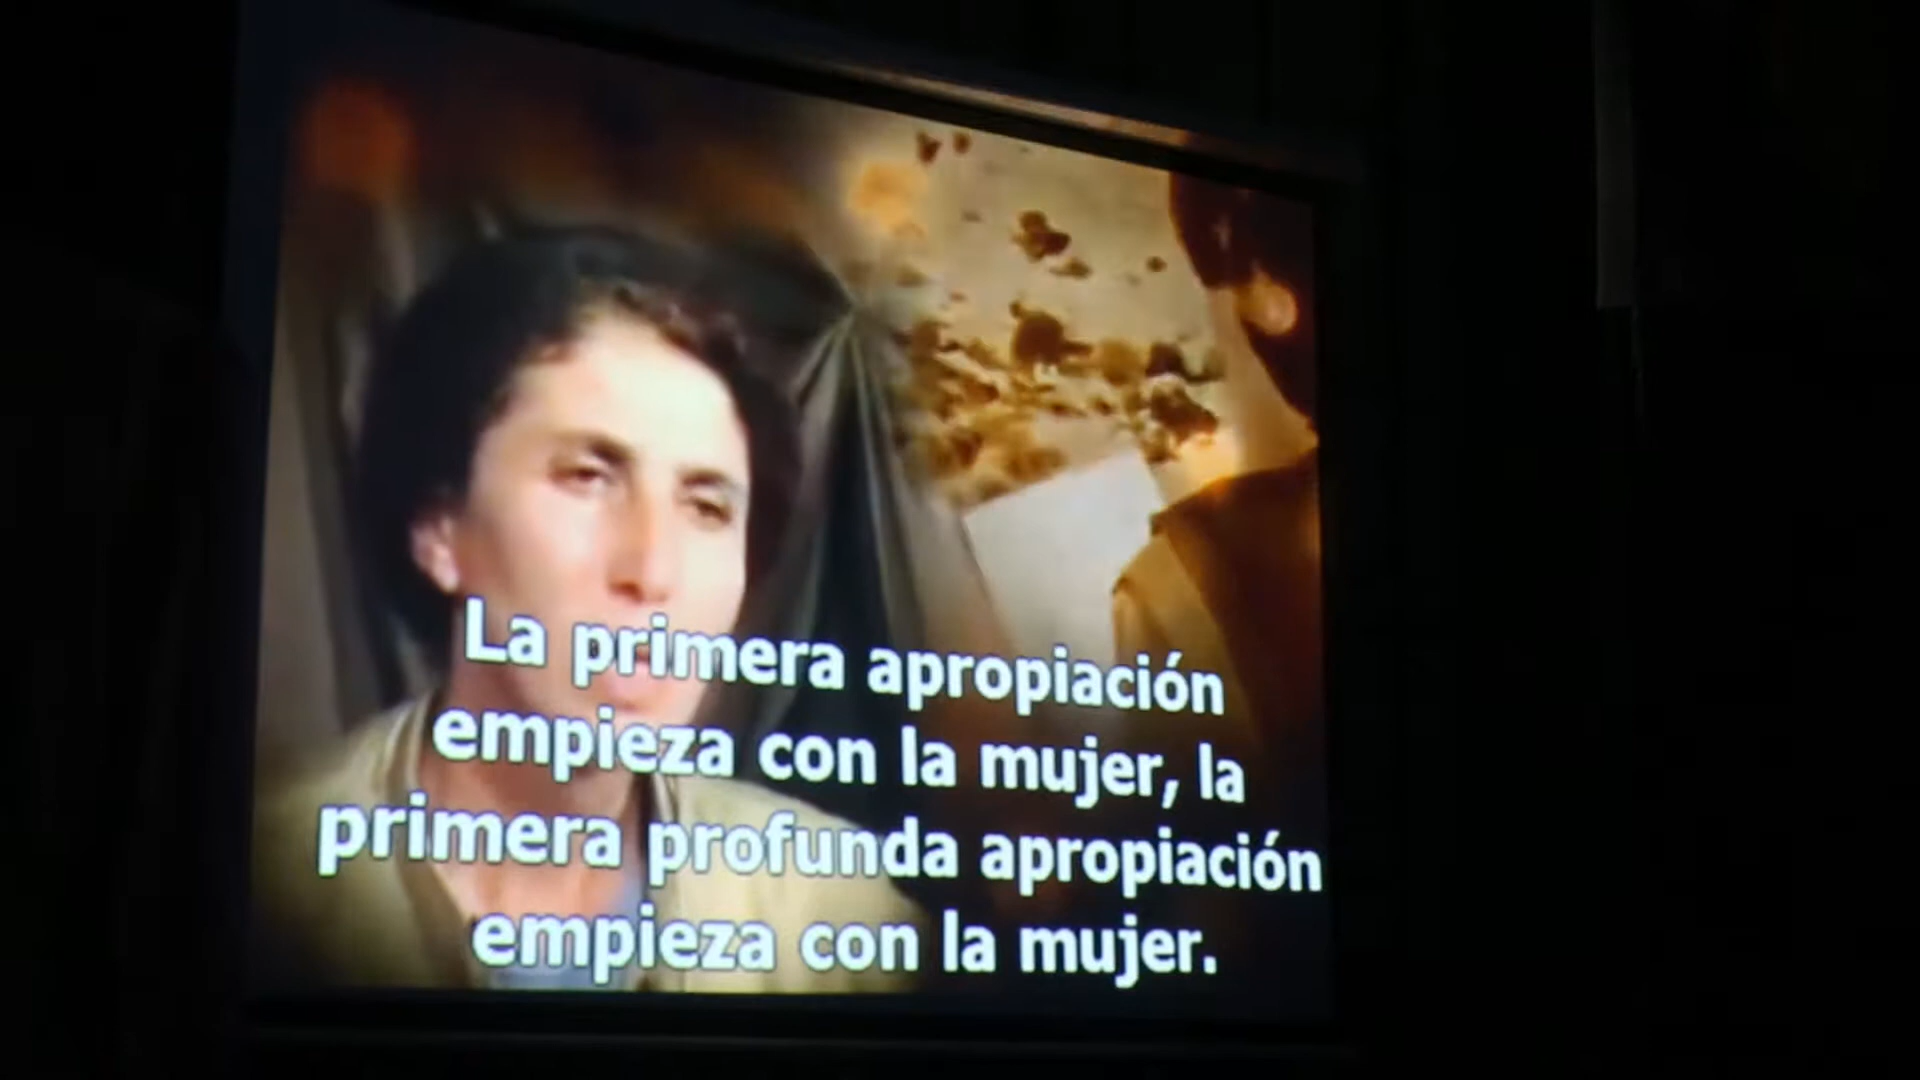 La primera apropiación
empieza con la mujer, la
primera profunda apropiación
empieza con la mujer.